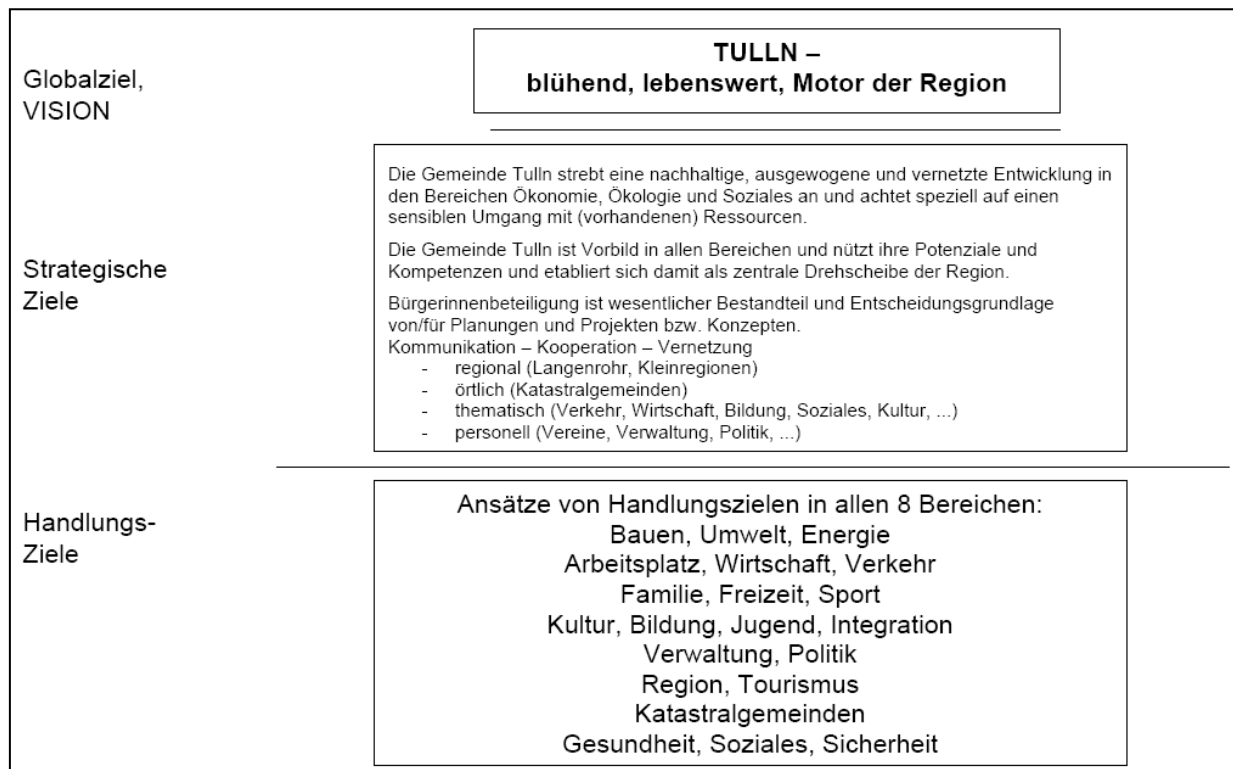 Globalziel,
VISION
TULLN –
blühend, lebenswert, Motor der Region
Strategische
Ziele
Die Gemeinde Tulln strebt eine nachhaltige, ausgewogene und vernetzte Entwicklung in
den Bereichen Ökonomie, Ökologie und Soziales an und achtet speziell auf einen
sensiblen Umgang mit (vorhandenen) Ressourcen.
Die Gemeinde Tulln ist Vorbild in allen Bereichen und nützt ihre Potenziale und
Kompetenzen und etabliert sich damit als zentrale Drehscheibe der Region.
Bürgerinnenbeteiligung ist wesentlicher Bestandteil und Entscheidungsgrundlage
von/für Planungen und Projekten bzw. Konzepten.
Kommunikation – Kooperation – Vernetzung
- regional (Langenrohr, Kleinregionen)
- örtlich (Katastralgemeinden)
- thematisch (Verkehr, Wirtschaft, Bildung, Soziales, Kultur, ...)
- personell (Vereine, Verwaltung, Politik, ...)
Handlungs-
Ziele
Ansätze von Handlungszielen in allen 8 Bereichen:
Bauen, Umwelt, Energie
Arbeitsplatz, Wirtschaft, Verkehr
Familie, Freizeit, Sport
Kultur, Bildung, Jugend, Integration
Verwaltung, Politik
Region, Tourismus
Katastralgemeinden
Gesundheit, Soziales, Sicherheit